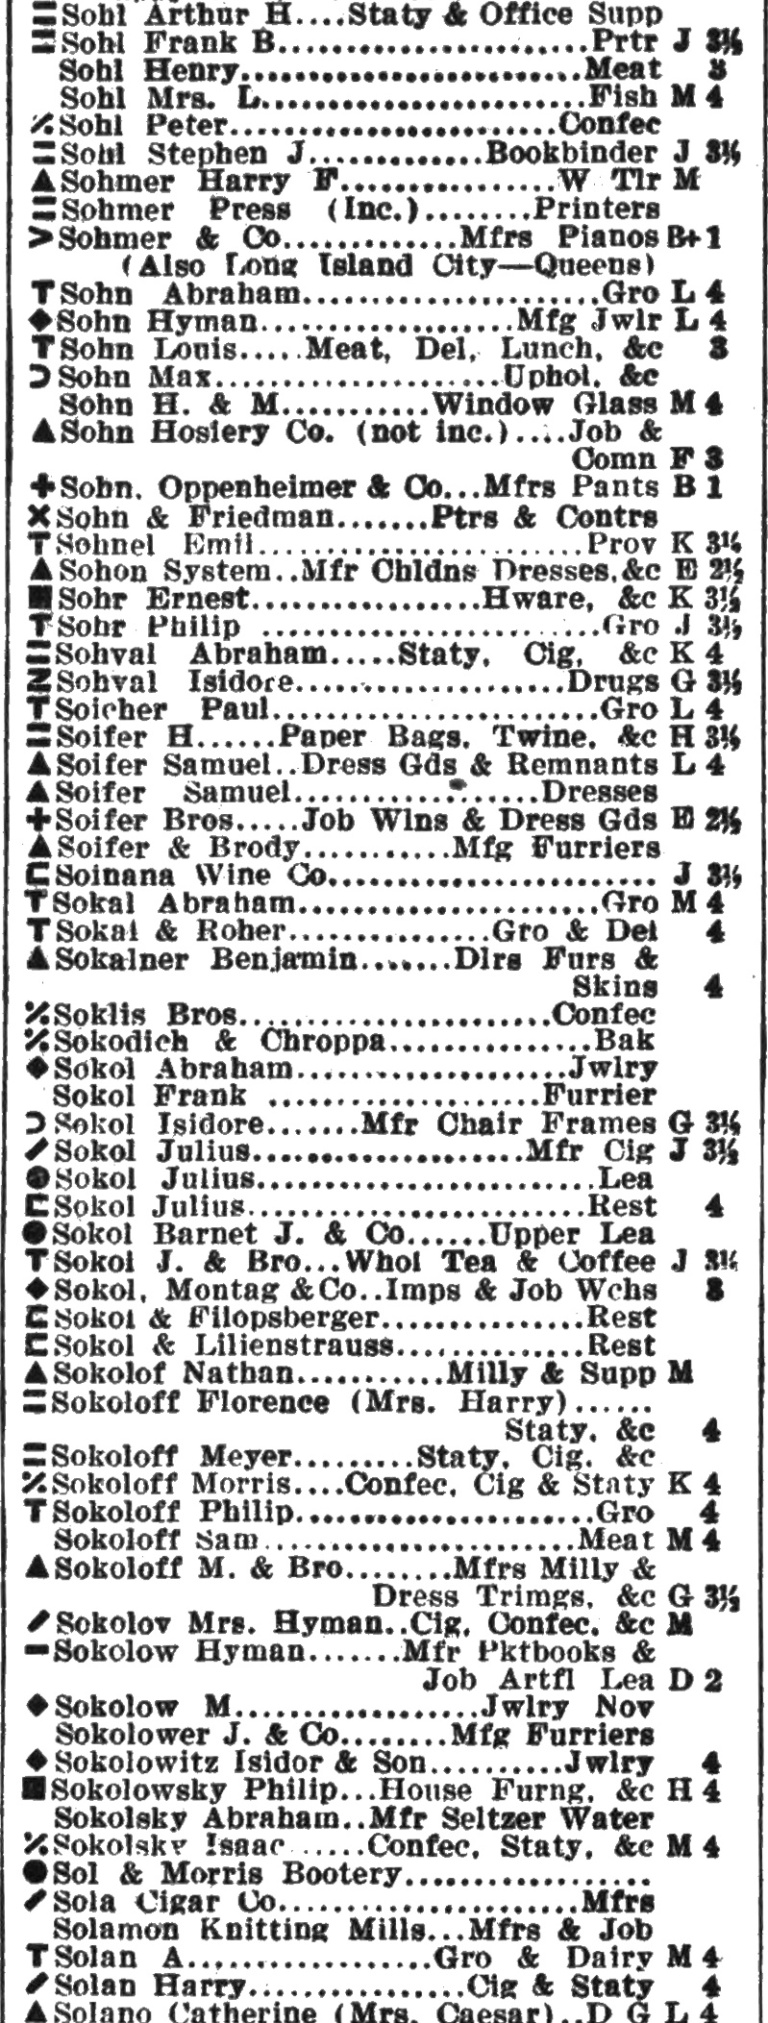 Sohl Arthur H....Staty & Office Supp
Sohl Frank B......................Prtr J 3½
Sohl Henry........................Meat 3
Sohl Mrs. L.......................Fish M 4
Sohl Peter.......................Confec
Sohl Stephen J.............Bookbinder J 3½
Sohmer Harry F................W Tlr M
Sohmer Press (Inc.)........Printers
Sohmer & Co.............Mfrs Pianos B+ 1
(Also Long Island City—Queens)
Sohn Abraham.....................Gro L 4
Sohn Hyman..................Mfg Jwlr L 4
Sohn Louis.....Meat, Del, Lunch, &c 3
Sohn Max....................Uphol, &c
Sohn H. & M...........Window Glass M 4
Sohn Hosiery Co. (not inc.)....Job &
Comn F 3
Sohn, Oppenheimer & Co...Mfrs Pants B 1
Sohn & Friedman.......Ptrs & Contrs
Sohnel Emil.......................Prov K 3½
Sohon System..Mfr Chldns Dresses,&c E 2½
Sohr Ernest................Hware, &c K 3½
Sohr Philip ........................Gro J 3½
Sohval Abraham.....Staty, Cig, &c K 4
Sohval Isidore...................Drugs G 3½
Soicher Paul.......................Gro L 4
Soifer H......Paper Bags, Twine, &c H 3½
Soifer Samuel..Dress Gds & Remnants L 4
Soifer Samuel..................Dresses
Soifer Bros.....Job Wlns & Dress Gds E 2½
Soifer & Brody...........Mfg Furriers
Soinana Wine Co....................... J 3½
Sokal Abraham.....................Gro M 4
Sokal & Roher..............Gro & Del 4
Sokalner Benjamin.......Dlrs Furs &
Skins 4
Soklis Bros......................Confec
Sokodich & Chroppa...............Bak
Sokol Abraham...................Jwlry
Sokol Frank ...................Furrier
Sokol Isidore.......Mfr Chair Frames G 3½
Sokol Julius...................Mfr Cig J 3½
Sokol Julius........................Lea
Sokol Julius........................Rest 4
Sokol Barnet J. & Co......Upper Lea
Sokol J. & Bro...Whol Tea & Coffee J 3½
Sokol, Montag &Co..Imps & Job Wchs 3
Sokol & Filopsberger...............Rest
Sokol & Lilienstrauss...............Rest
Sokolof Nathan...........Milly & Supp M
Sokoloff Florence (Mrs. Harry)......
Staty, &c 4
Sokoloff Meyer.........Staty, Cig, &c
Sokoloff Morris....Confec, Cig & Staty K 4
Sokoloff Philip.....................Gro 4
Sokoloff Sam......................Meat M 4
Sokoloff M. & Bro........Mfrs Milly &
Dress Trimgs, &c G 3½
Sokolov Mrs. Hyman..Cig, Confec, &c M
Sokolow Hyman.......Mfr Pktbooks &
Job Artfl Lea D 2
Sokolow M.................Jwlry Nov
Sokolower J. & Co........Mfg Furriers
Sokolowitz Isidor & Son..........Jwlry 4
Sokolowsky Philip...House Furng, &c H 4
Sokolsky Abraham..Mfr Seltzer Water
Sokolsky Isaac ......Confec, Staty, &c M 4
Sol & Morris Bootery.................
Sola Cigar Co.....................Mfrs
Solamon Knitting Mills...Mfrs & Job
Solan A.................Gro & Dairy M 4
Solan Harry...............Cig & Staty 4
Solano Catherine (Mrs. Caesar)..D G L 4